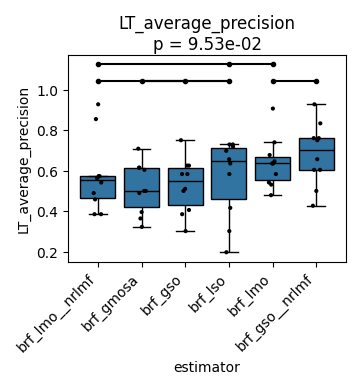 LT_average_precision
p = 9.53e-02
LT_average_precision
1.0
0.8
0.6
0.4
0.2
brf_lmo__nrlmf
brf_gmosa
brf_gso
brf_lso
brf_lmo
brf_gso__nrlmf
estimator